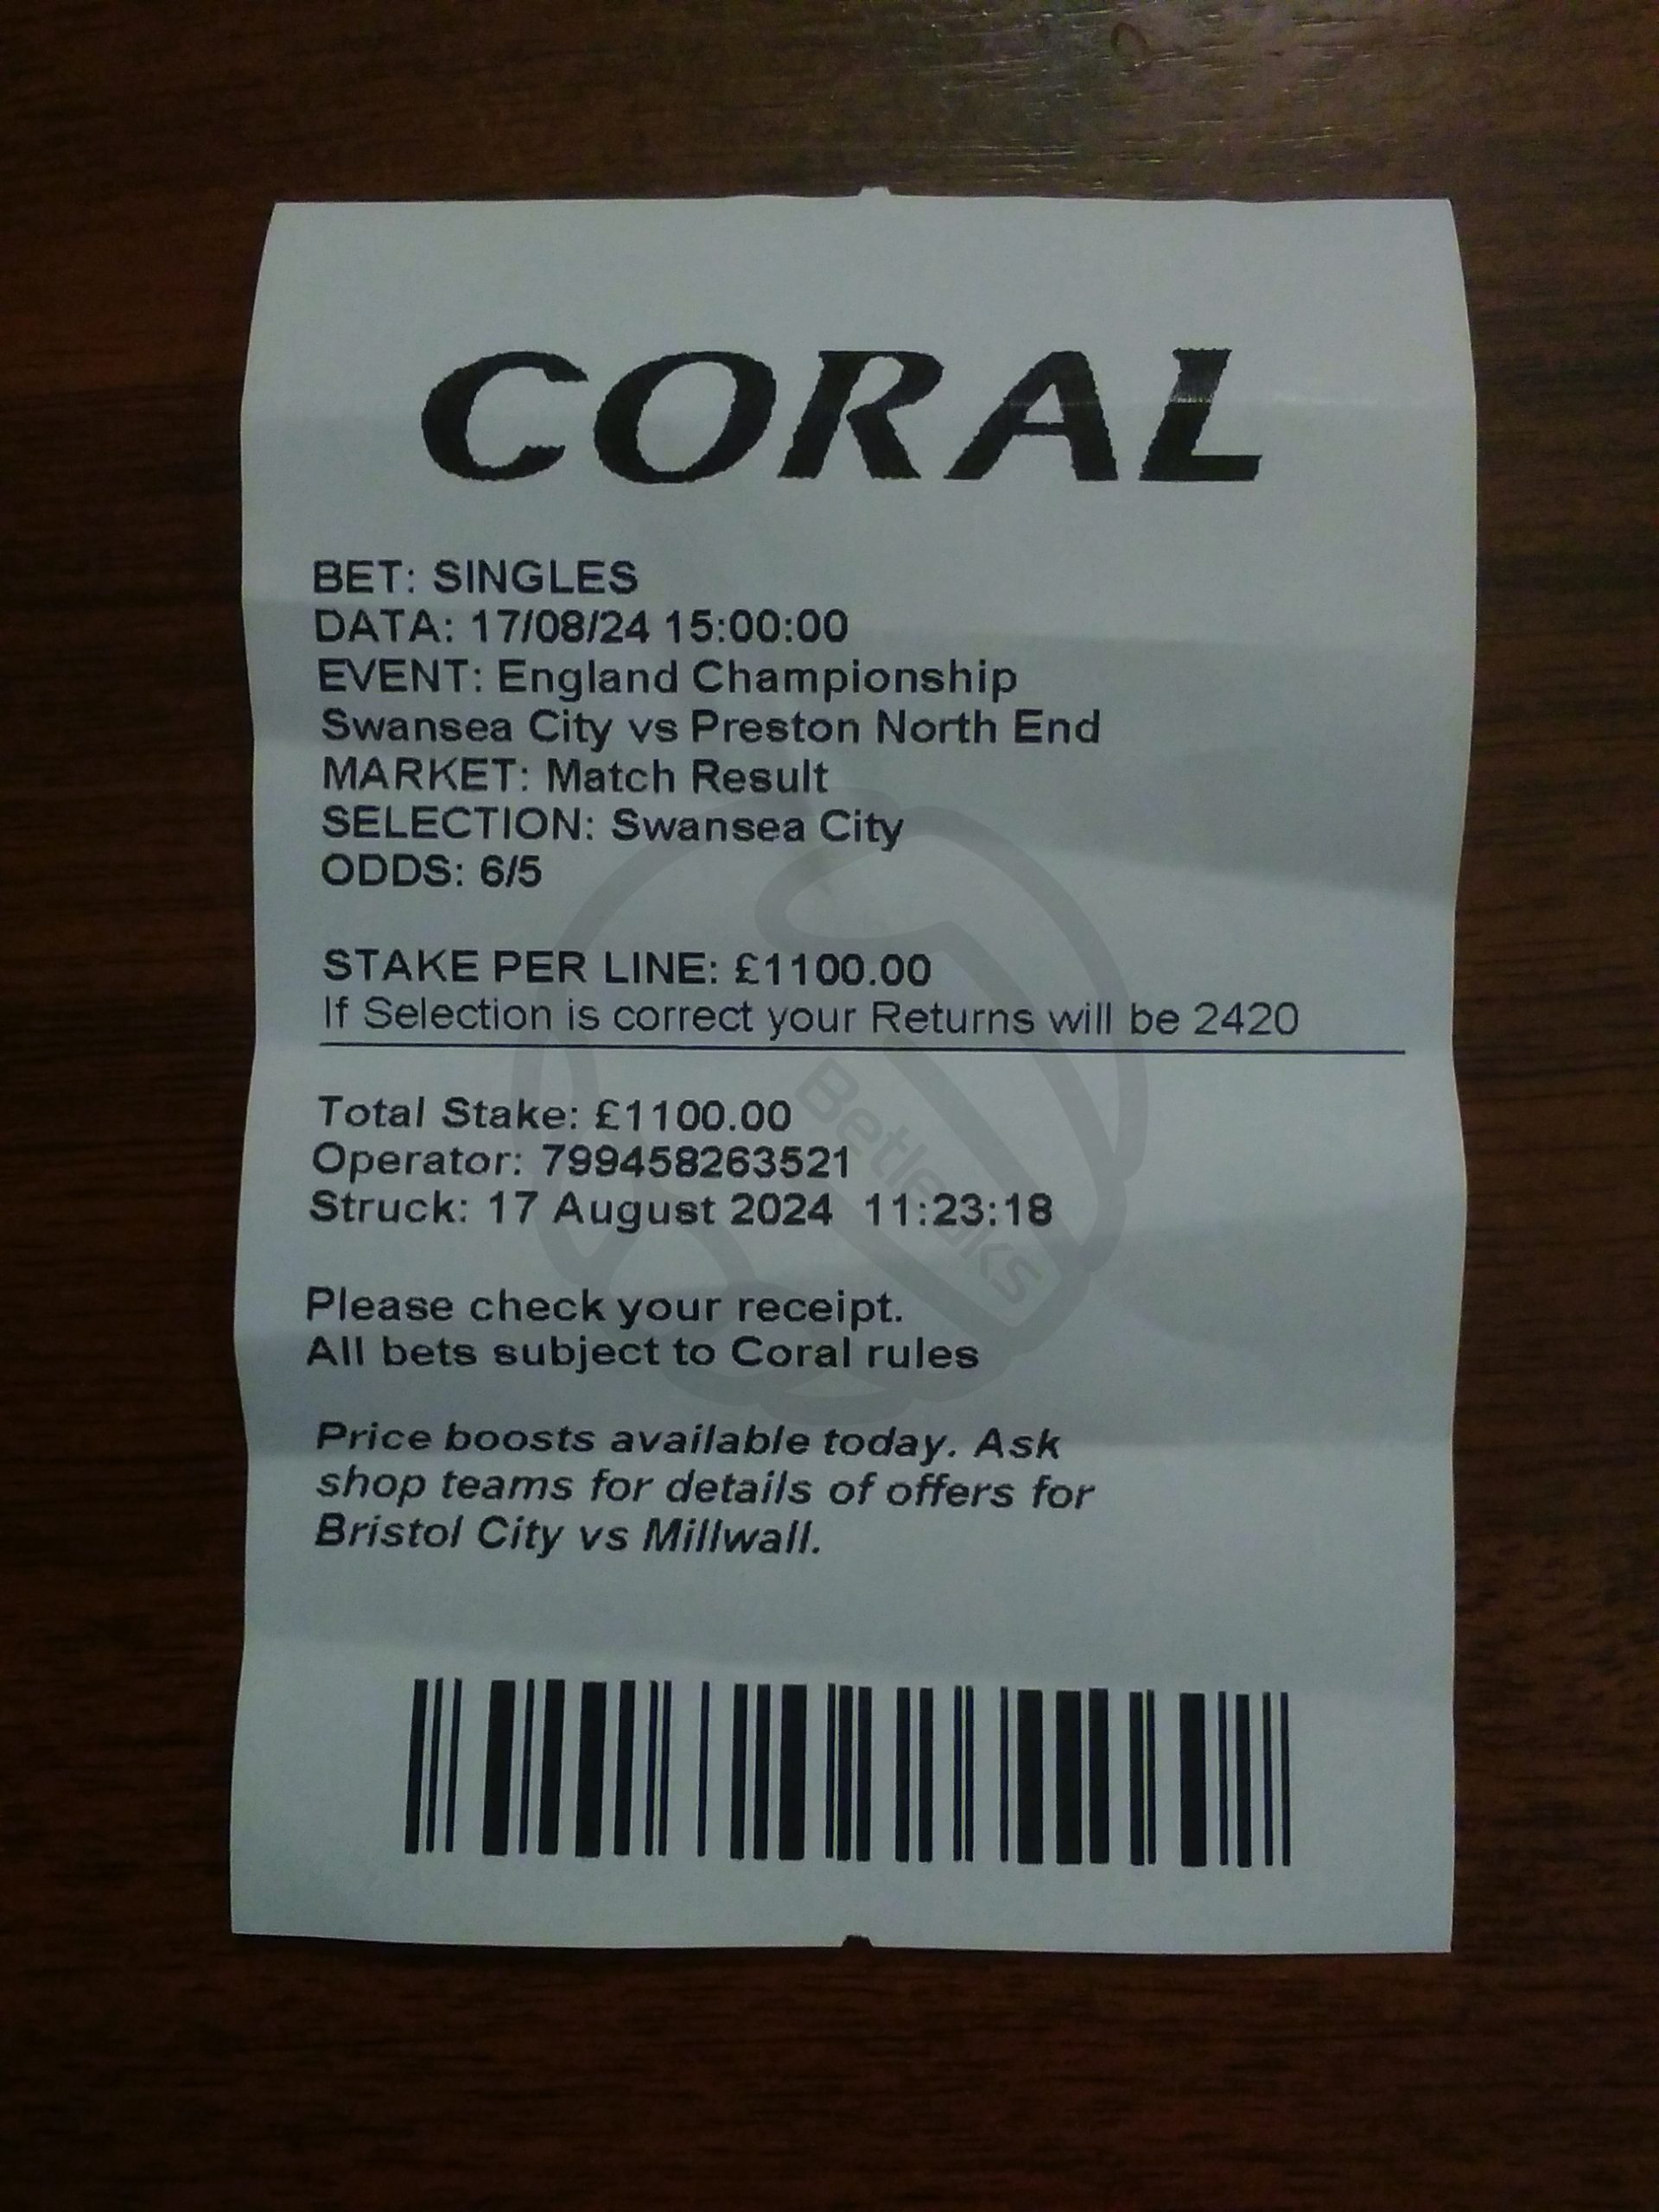 CORAL
BET: SINGLES
DATA: 17/08/24 15:00:00
EVENT: England Championship
Swansea City vs Preston North End
MARKET: Match Result
SELECTION: Swansea City
ODDS: 6/5
STAKE PER LINE: £1100.00
If Selection is correct your Returns will be 2420
Total Stake: £1100.00
Operator: 799458263521
Struck: 17 August 2024 11:23:18
Please check your receipt.
All bets subject to Coral rules
Price boosts available today. Ask
shop teams for details of offers for
Bristol City vs Millwall.
Betleaks